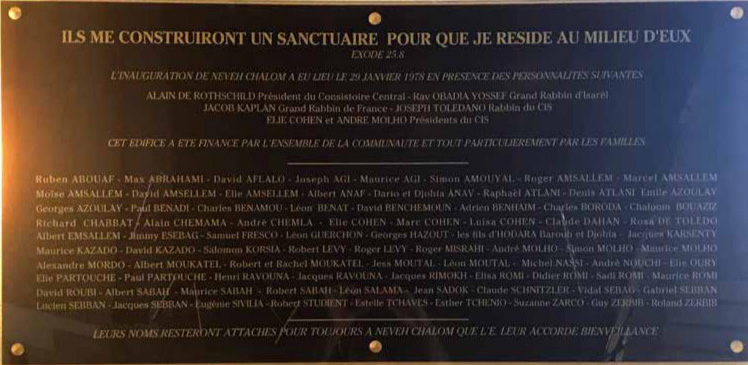 ILS ME CONSTRUIRONT UN SANCTUAIRE POUR QUE JE RESIDE AU MILIEU D'EUX
EXODE 25.8
L'INAUGURATION DE NEVEH CHALOM A EU LIEU LE 29 JANVIER 1978 EN PRESENCE DES PERSONNALITES SUIVANTES
ALAIN DE ROTHSCHILD Président du Consistoire Central - Rav OBADIA YOSSEF Grand Rabbin d'Israël
JACOB KAPLAN Grand Rabbin de France - JOSEPH TOLEDANO Rabbin du CIS
ELIE COHEN et ANDRE MOLHO Présidents du CIS
CET EDIFICE A ETE FINANCE PAR L'ENSEMBLE DE LA COMMUNAUTE ET TOUT PARTICULIEREMENT PAR LES FAMILLES
Ruben ABOUAF - Max ABRAHAMI - David AFLALO - Joseph AGI - Maurice AGI - Simon AMOUYAL - Roger AMSALLEM - Marcel AMSALLEM
Moïse AMSALLEM - David AMSELLEM - Elie AMSELLEM - Albert ANAF - Dario et Djohia ANAV - Raphaël ATLANI - Denis ATLANI Emile AZOULAY
Georges AZOULAY - Paul BENADI - Charles BENAMOU - Léon BENAT - David BENCHEMOUN - Adrien BENHAIM - Charles BORODA - Chaloum BOUAZIZ
Richard CHABBAT - Alain CHEMAMA - André CHEMLA - Elie COHEN - Marc COHEN - Luisa COHEN - Claude DAHAN - Rosa DE TOLEDO
Albert EMSALLEM - Jimmy ESEBAG - Samuel FRESCO - Léon GUERCHON - Georges HAZOUT - les fils d'HODARA Barouh et Djohia - Jacques KARSENTY
Maurice KAZADO - David KAZADO - Salomon KORSIA - Robert LEVY - Roger LEVY - Roger MISRAHI - André MOLHO - Simon MOLHO - Maurice MOLHO
Alexandre MORDO - Albert MOUKATEL - Robert et Rachel MOUKATEL - Jess MOUTAL - Léon MOUTAL - Michel NASSI - André NOUCHI - Elie OURY
Elie PARTOUCHE - Paul PARTOUCHE - Henri RAVOUNA - Jacques RAVOUNA - Jacques RIMOKH - Elisa ROMI - Didier ROMI - Sadi ROMI - Maurice ROMI
David ROUBI - Albert SABAH - Maurice SABAH - Robert SABAH - Léon SALAMA - Jean SADOK - Claude SCHNITZLER - Vidal SEBAG - Gabriel SEBBAN
Lucien SEBBAN - Jacques SEBBAN - Eugénie SIVILIA - Robert STUDIENT - Estelle TCHAVES - Esther TCHENIO - Suzanne ZARCO - Guy ZERBIB - Roland ZERBIB
LEURS NOMS RESTERONT ATTACHES POUR TOUJOURS A NEVEH CHALOM QUE L'E. LEUR ACCORDE BIENVEILLANCE